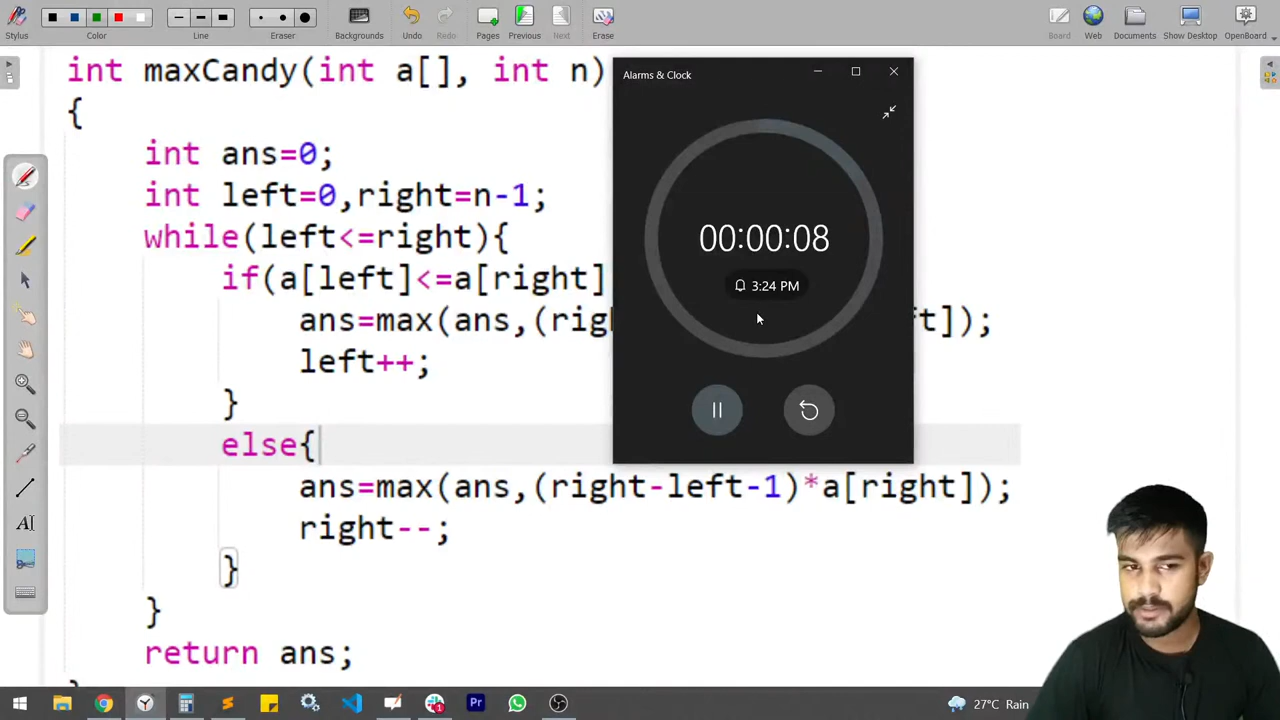 Stylus
Color
Line
Eraser
Backgrounds
Undo
Redo
Pages
Previous
Next
Erase
Board
Web
Documents
Show Desktop
OpenBoard
int maxCandy(int a[], int n)
{
int ans=0;
int left=0,right=n-1;
while(left<=right){
if(a[left]<=a[right]
ans=max(ans,(rig
ft]);
left++;
}
else{
ans=max(ans,(right-left-1)*a[right]);
right--;
}
}
return ans;
Alarms & Clock
00:00:08
3:24 PM
AI
Pr
1
27°C Rain